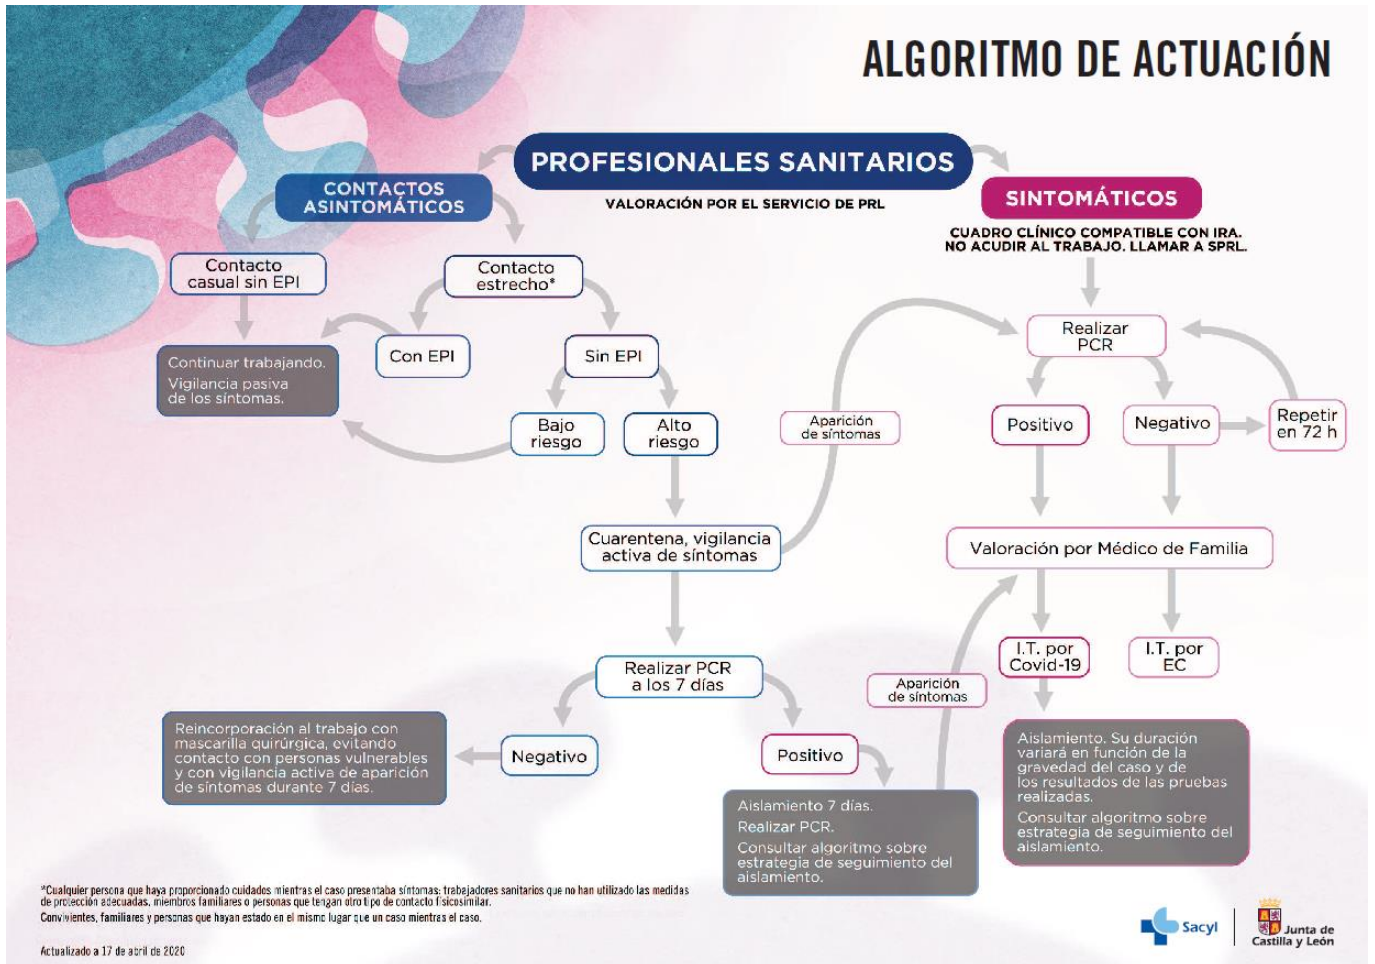 ALGORITMO DE ACTUACIÓN
PROFESIONALES SANITARIOS
VALORACIÓN POR EL SERVICIO DE PRL
CONTACTOS
ASINTOMÁTICOS
SINTOMÁTICOS
CUADRO CLÍNICO COMPATIBLE CON IRA.
NO ACUDIR AL TRABAJO. LLAMAR A SPRL.
Contacto
casual sin EPI
Contacto
estrecho*
Continuar trabajando.
Vigilancia pasiva
de los síntomas.
Con EPI
Sin EPI
Bajo
riesgo
Alto
riesgo
Aparición
de síntomas
Realizar
PCR
Positivo
Negativo
Repetir
en 72 h
Cuarentena, vigilancia
activa de síntomas
Valoración por Médico de Familia
I.T. por
Covid-19
I.T. por
EC
Realizar PCR
a los 7 días
Aparición
de síntomas
Reincorporación al trabajo con
mascarilla quirúrgica, evitando
contacto con personas vulnerables
y con vigilancia activa de aparición
de síntomas durante 7 días.
Negativo
Positivo
Aislamiento 7 días.
Realizar PCR.
Consultar algoritmo sobre
estrategia de seguimiento del
aislamiento.
Aislamiento. Su duración
variará en función de la
gravedad del caso y de
los resultados de las pruebas
realizadas.
Consultar algoritmo sobre
estrategia de seguimiento del
aislamiento.
*Cualquier persona que haya proporcionado cuidados mientras el caso presentaba síntomas: trabajadores sanitarios que no han utilizado las medidas
de protección adecuadas, miembros familiares o personas que tengan otro tipo de contacto físicosimilar.
Convivientes, familiares y personas que hayan estado en el mismo lugar que un caso mientras el caso.
Actualizado a 17 de abril de 2020
Sacyl
Junta de
Castilla y León